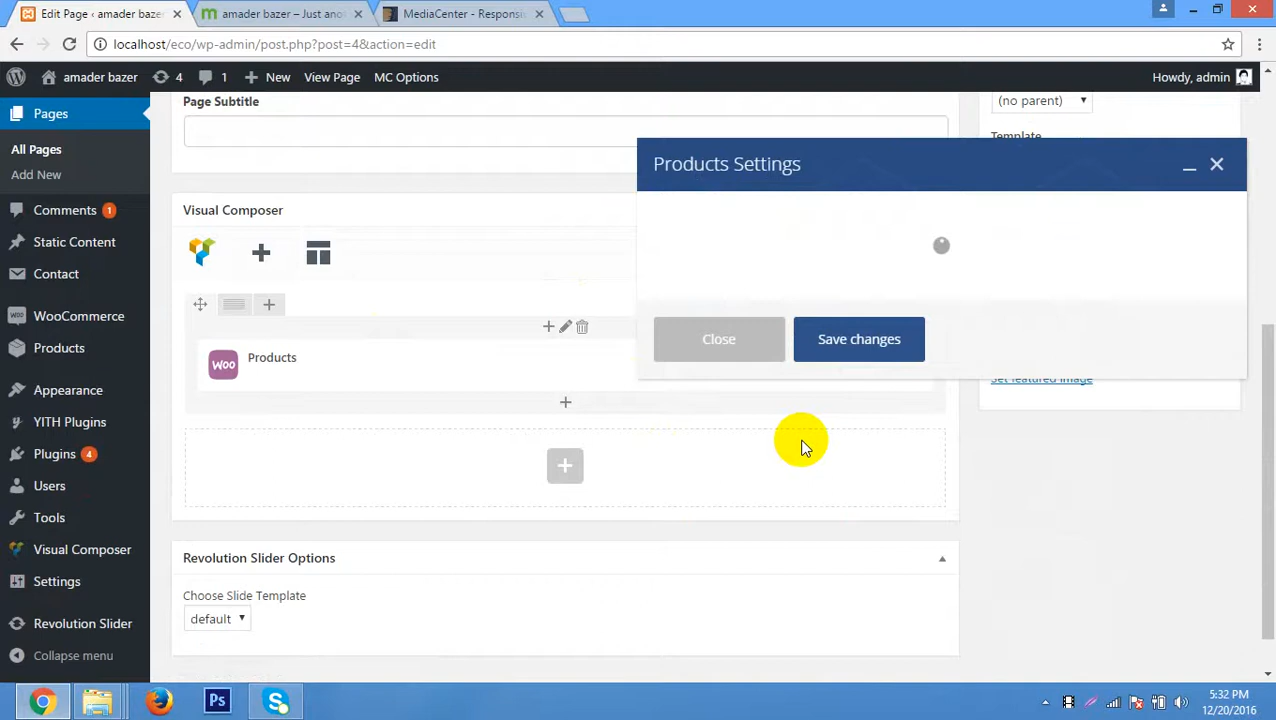 Edit Page < amader bazer
amader bazer – Just anot
MediaCenter - Responsiv
localhost/eco/wp-admin/post.php?post=4&action=edit
amader bazer
4
1
New
View Page
MC Options
Howdy, admin
Pages
All Pages
Add New
Comments 1
Static Content
Contact
WooCommerce
Products
Appearance
YITH Plugins
Plugins 4
Users
Tools
Visual Composer
Settings
Revolution Slider
Collapse menu
Page Subtitle
Visual Composer
Woo
Products
Revolution Slider Options
Choose Slide Template
default
(no parent)
Template
Products Settings
Close
Save changes
Set featured image
Ps
5:32 PM
12/20/2016